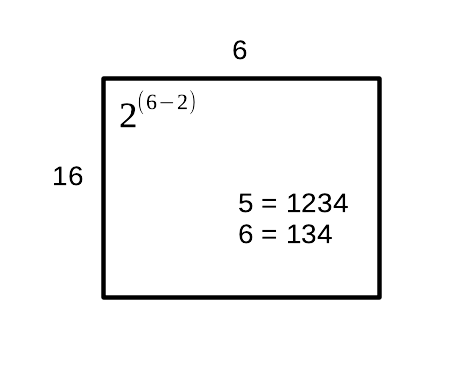 6
2^(6−2)
16
5 = 1234
6 = 134